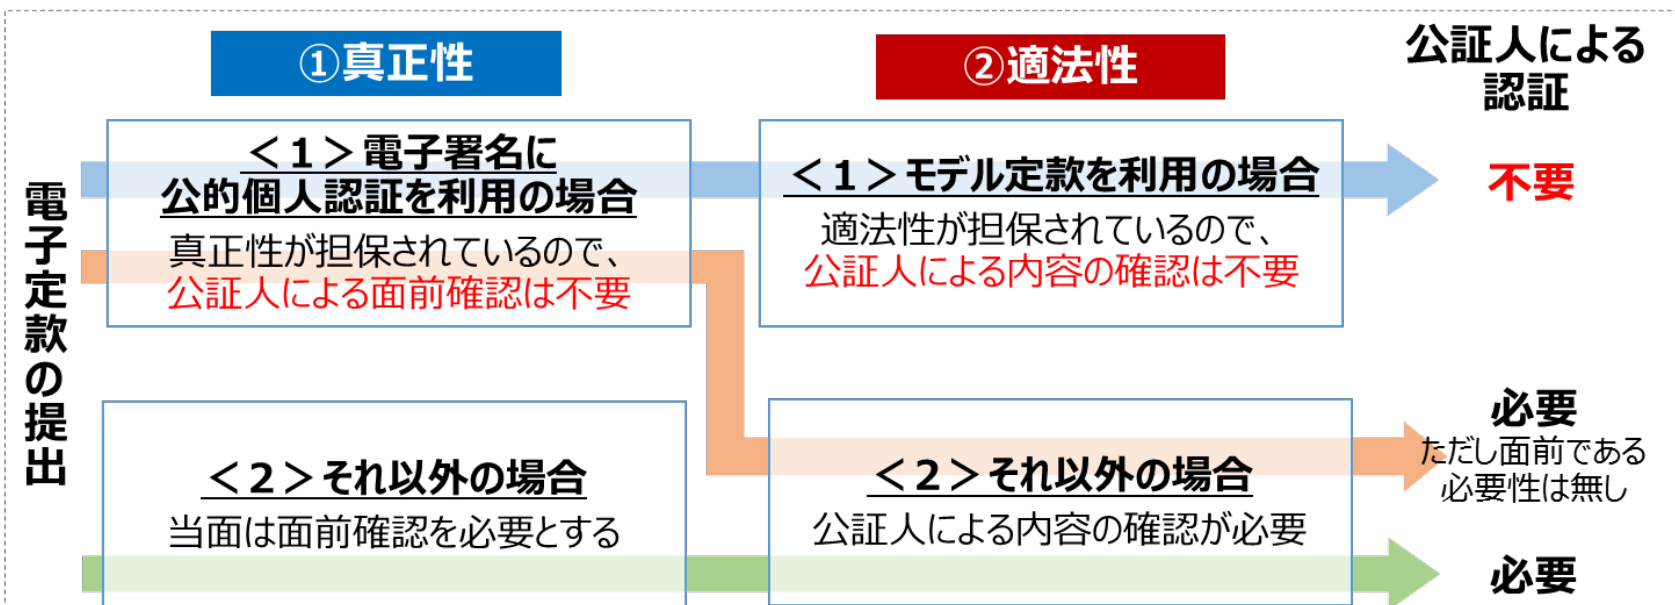 ①真正性
②適法性
公証人による
認証
電子定款の提出
<1>電子署名に
公的個人認証を利用の場合
真正性が担保されているので、
公証人による面前確認は不要
<1>モデル定款を利用の場合
適法性が担保されているので、
公証人による内容の確認は不要
不要
<2>それ以外の場合
当面は面前確認を必要とする
<2>それ以外の場合
公証人による内容の確認が必要
必要
ただし面前である
必要性は無し
必要